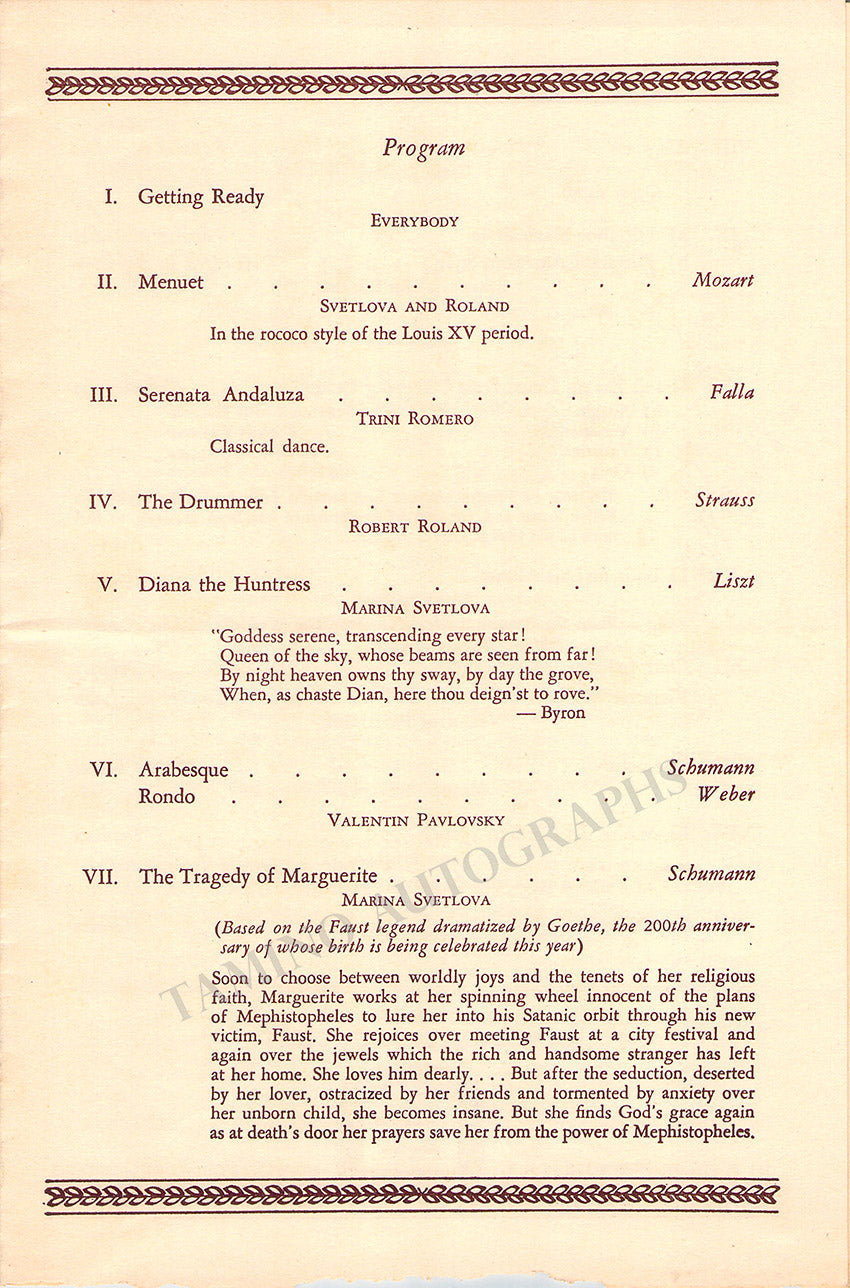 Program
I. Getting Ready
EVERYBODY
II. Menuet . . . . . . . . . . Mozart
SVETLOVA AND ROLAND
In the rococo style of the Louis XV period.
III. Serenata Andaluza . . . . . . . . Falla
TRINI ROMERO
Classical dance.
IV. The Drummer . . . . . . . . . Strauss
ROBERT ROLAND
V. Diana the Huntress . . . . . . . . Liszt
MARINA SVETLOVA
"Goddess serene, transcending every star!
Queen of the sky, whose beams are seen from far!
By night heaven owns thy sway, by day the grove,
When, as chaste Dian, here thou deign'st to rove."
— Byron
VI. Arabesque . . . . . . . . . Schumann
Rondo . . . . . . . . . . Weber
VALENTIN PAVLOVSKY
VII. The Tragedy of Marguerite . . . . . . Schumann
MARINA SVETLOVA
(Based on the Faust legend dramatized by Goethe, the 200th anniver-
sary of whose birth is being celebrated this year)
Soon to choose between worldly joys and the tenets of her religious
faith, Marguerite works at her spinning wheel innocent of the plans
of Mephistopheles to lure her into his Satanic orbit through his new
victim, Faust. She rejoices over meeting Faust at a city festival and
again over the jewels which the rich and handsome stranger has left
at her home. She loves him dearly. . . . But after the seduction, deserted
by her lover, ostracized by her friends and tormented by anxiety over
her unborn child, she becomes insane. But she finds God's grace again
as at death's door her prayers save her from the power of Mephistopheles.
TAMINO AUTOGRAPHS